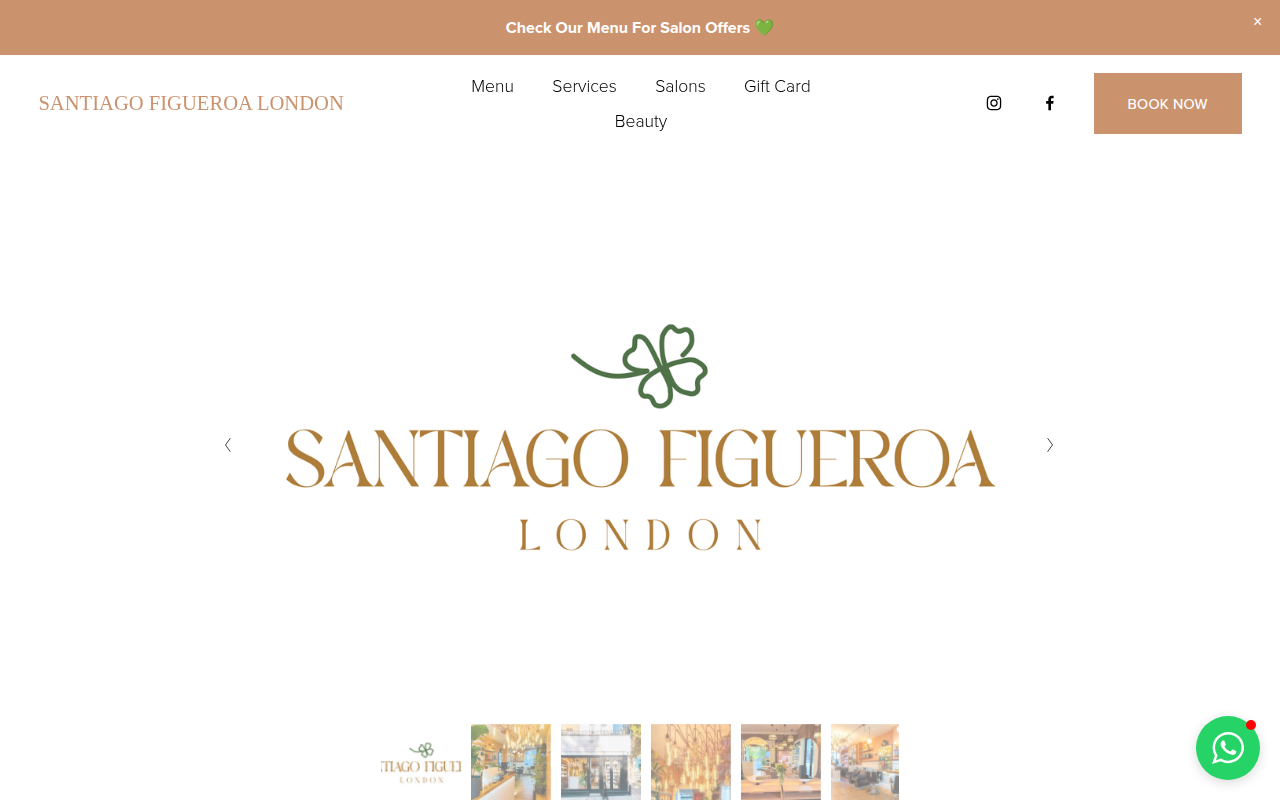 Check Our Menu For Salon Offers 💚
×
SANTIAGO FIGUEROA LONDON
Menu Services Salons Gift Card
Beauty
BOOK NOW
SANTIAGO FIGUEROA
LONDON
LONDON